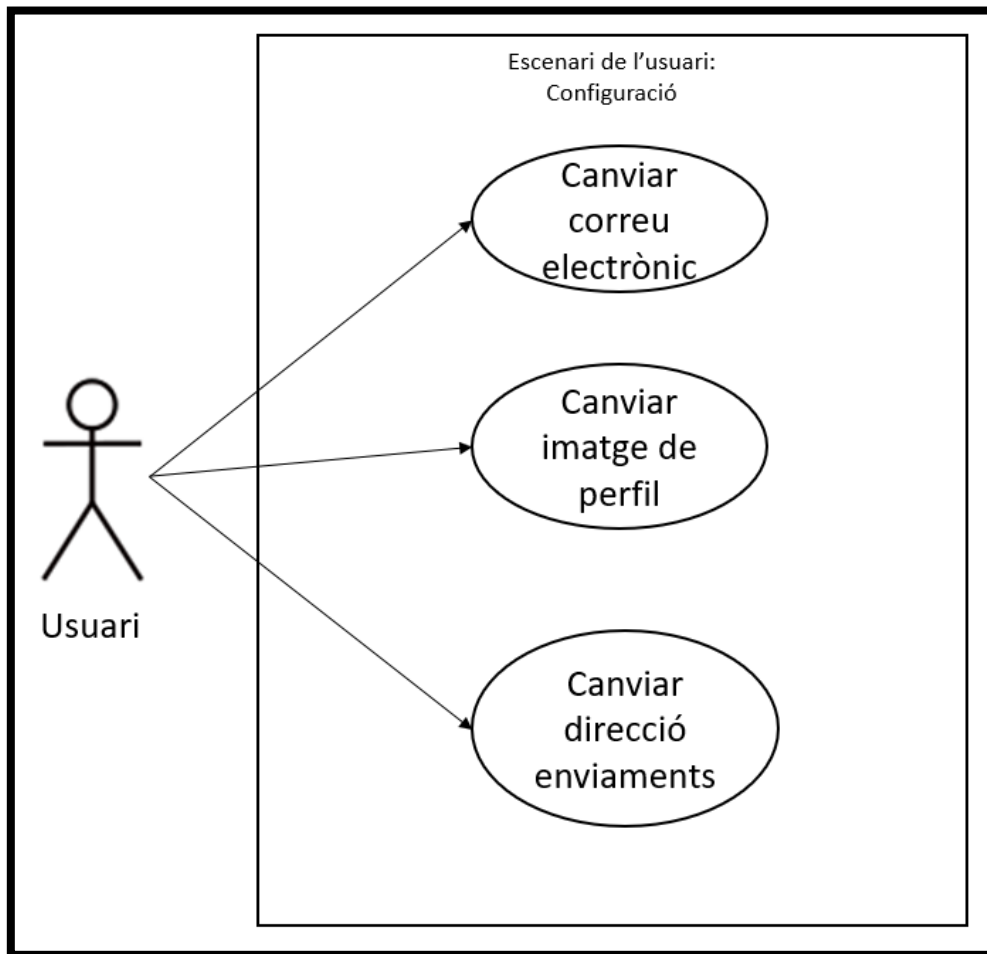 Escenari de l'usuari:
Configuració
Canviar
correu
electrònic
Canviar
imatge de
perfil
Usuari
Canviar
direcció
enviaments